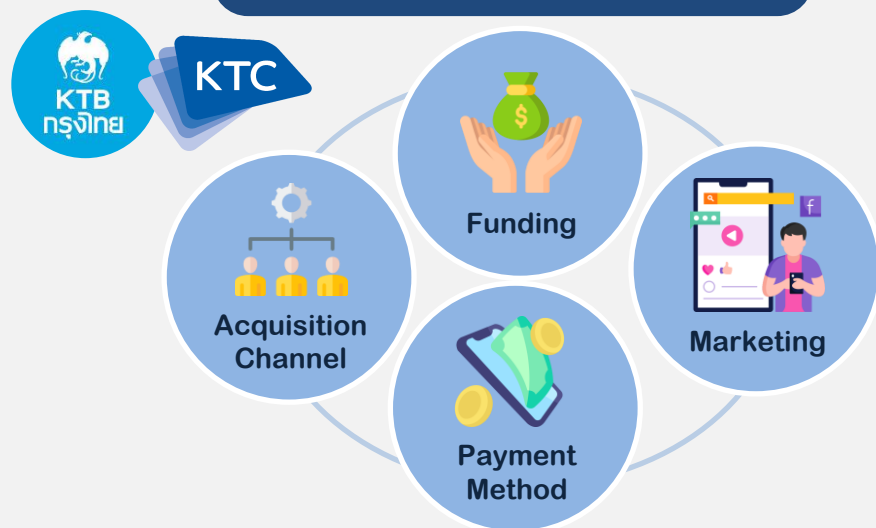 KTB
กรุงไทย
KTC
$
Funding
f
Acquisition
Channel
Marketing
Payment
Method